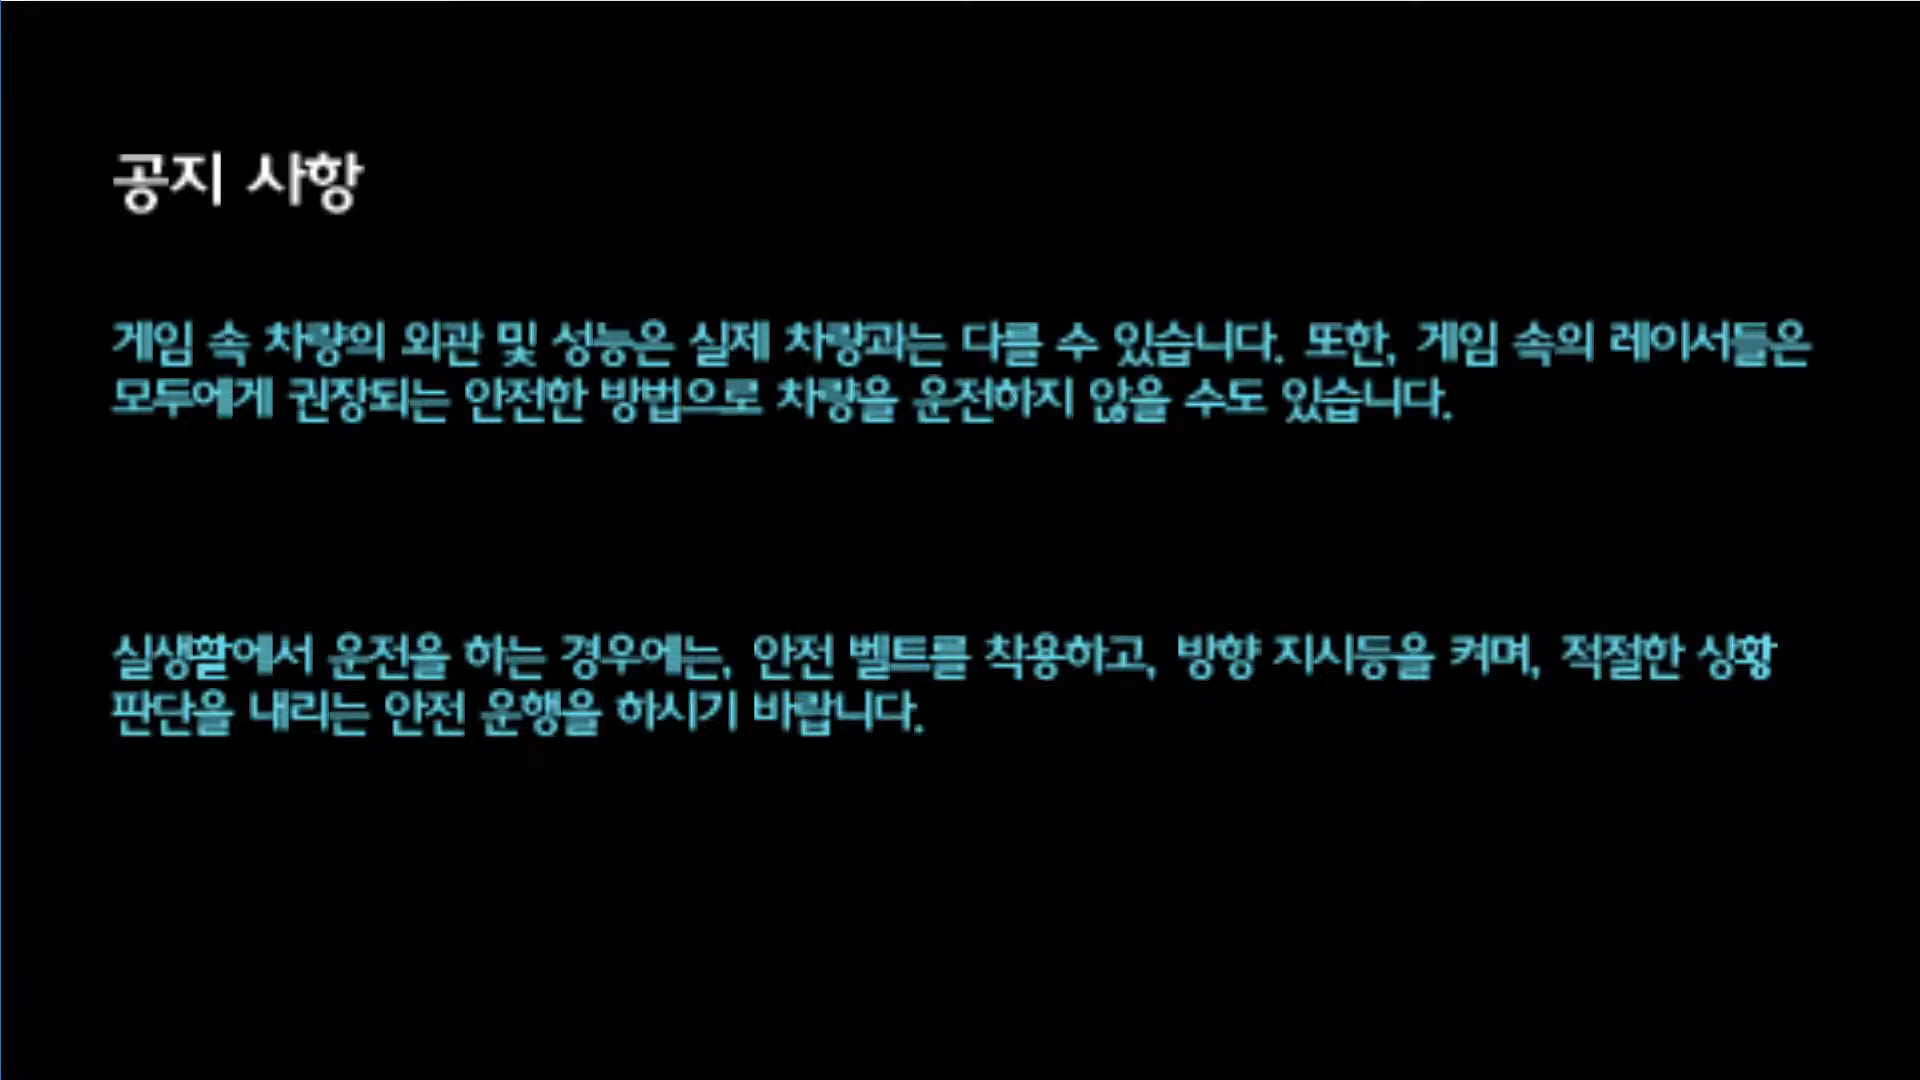 공지 사항
게임 속 차량의 외관 및 성능은 실제 차량과는 다를 수 있습니다. 또한, 게임 속의 레이서들은
모두에게 권장되는 안전한 방법으로 차량을 운전하지 않을 수도 있습니다.
실생활에서 운전을 하는 경우에는, 안전 벨트를 착용하고, 방향 지시등을 켜며, 적절한 상황
판단을 내리는 안전 운행을 하시기 바랍니다.